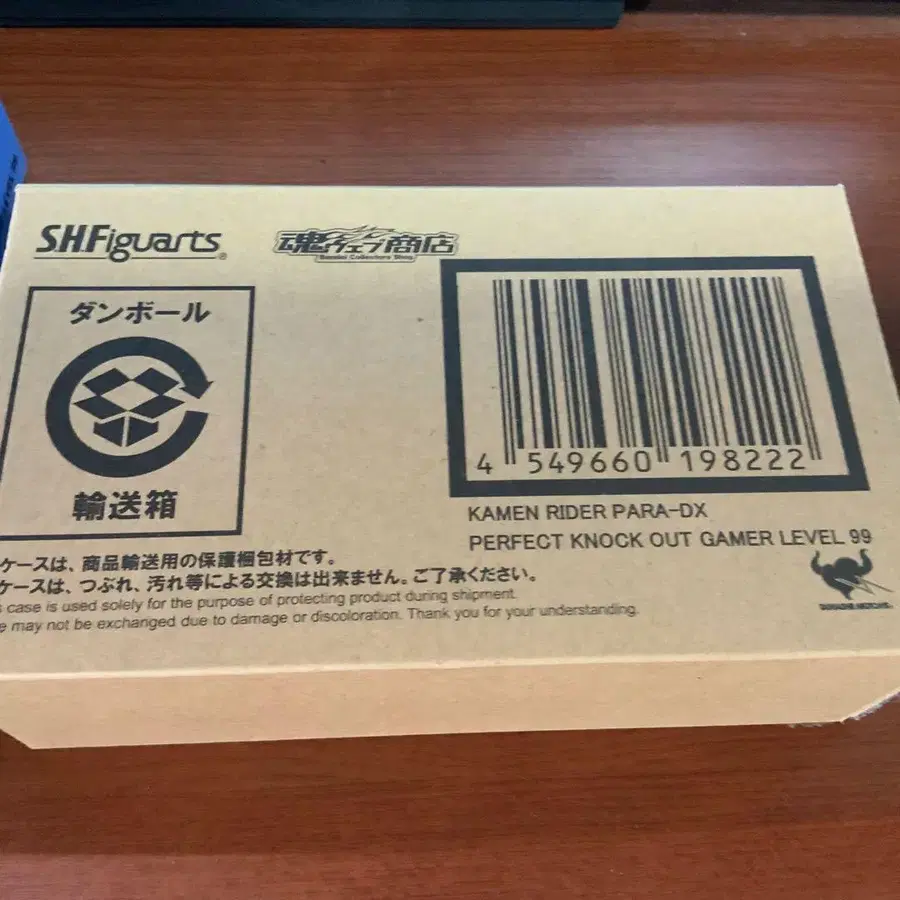 S.H.Figuarts
魂ウェブ商店
Bandai Collectors Shop
ダンボール
輸送箱
4 549660 198222
KAMEN RIDER PARA-DX
PERFECT KNOCK OUT GAMER LEVEL 99
ケースは、商品輸送用の保護梱包材です。
ケースは、つぶれ、汚れ等による交換は出来ません。ご了承ください。
case is used solely for the purpose of protecting product during shipment.
may not be exchanged due to damage or discoloration. Thank you for your understanding.
TAMASHII NATIONS